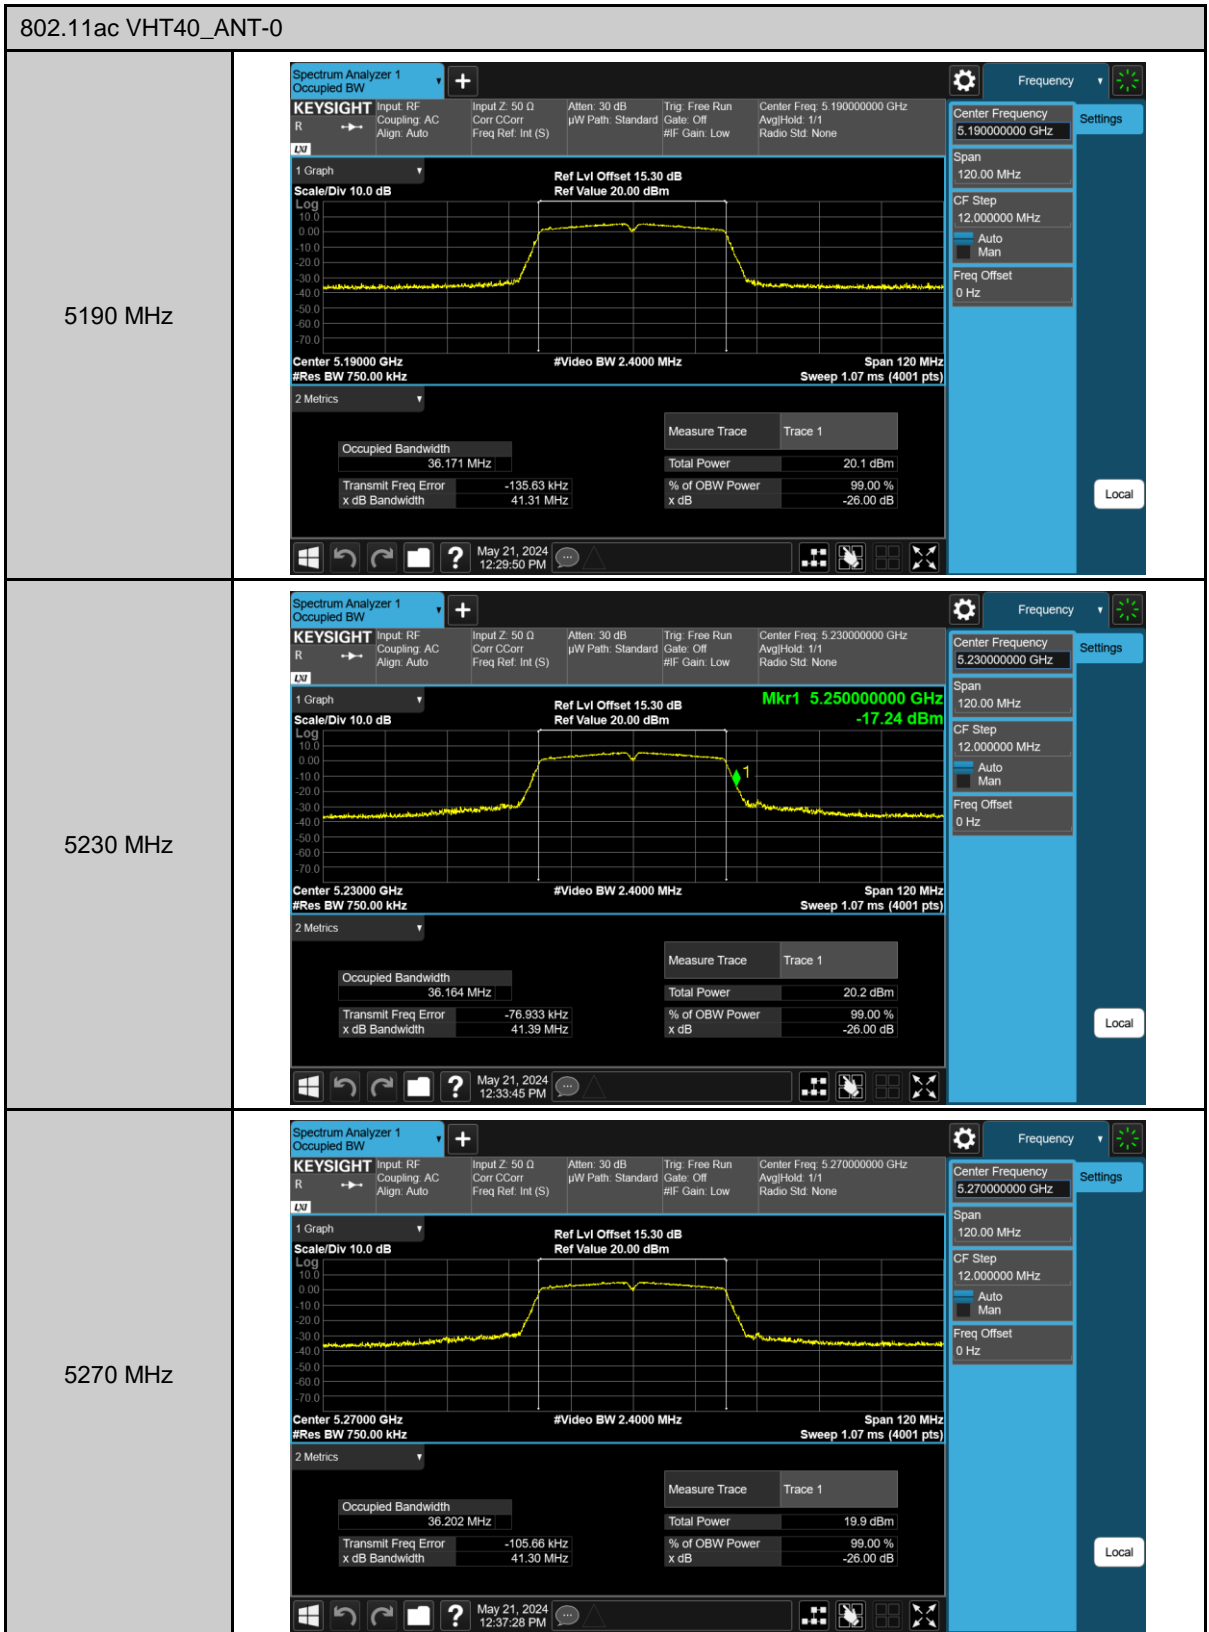 802.11ac VHT40_ANT-0
5190 MHz
Spectrum Analyzer 1
Occupied BW
+
Frequency
KEYSIGHT
R
LXI
Input: RF
Coupling: AC
Align: Auto
Input Z: 50 Ω
Corr CCorr
Freq Ref: Int (S)
Atten: 30 dB
µW Path: Standard
Trig: Free Run
Gate: Off
#IF Gain: Low
Center Freq: 5.190000000 GHz
Avg|Hold: 1/1
Radio Std: None
Center Frequency
5.190000000 GHz
Settings
Span
120.00 MHz
CF Step
12.000000 MHz
Auto
Man
Freq Offset
0 Hz
Local
1 Graph
Scale/Div 10.0 dB
Ref Lvl Offset 15.30 dB
Ref Value 20.00 dBm
Log
10.0
0.00
-10.0
-20.0
-30.0
-40.0
-50.0
-60.0
-70.0
Center 5.19000 GHz
#Video BW 2.4000 MHz
Span 120 MHz
#Res BW 750.00 kHz
Sweep 1.07 ms (4001 pts)
2 Metrics
Measure Trace Trace 1
Occupied Bandwidth
36.171 MHz
Total Power 20.1 dBm
Transmit Freq Error -135.63 kHz
% of OBW Power 99.00 %
x dB Bandwidth 41.31 MHz
x dB -26.00 dB
?
May 21, 2024
12:29:50 PM
5230 MHz
Spectrum Analyzer 1
Occupied BW
+
Frequency
KEYSIGHT
R
LXI
Input: RF
Coupling: AC
Align: Auto
Input Z: 50 Ω
Corr CCorr
Freq Ref: Int (S)
Atten: 30 dB
µW Path: Standard
Trig: Free Run
Gate: Off
#IF Gain: Low
Center Freq: 5.230000000 GHz
Avg|Hold: 1/1
Radio Std: None
Center Frequency
5.230000000 GHz
Settings
Span
120.00 MHz
CF Step
12.000000 MHz
Auto
Man
Freq Offset
0 Hz
Local
1 Graph
Scale/Div 10.0 dB
Ref Lvl Offset 15.30 dB
Ref Value 20.00 dBm
Mkr1 5.250000000 GHz
-17.24 dBm
Log
10.0
0.00
-10.0
-20.0
-30.0
-40.0
-50.0
-60.0
-70.0
1
Center 5.23000 GHz
#Video BW 2.4000 MHz
Span 120 MHz
#Res BW 750.00 kHz
Sweep 1.07 ms (4001 pts)
2 Metrics
Measure Trace Trace 1
Occupied Bandwidth
36.164 MHz
Total Power 20.2 dBm
Transmit Freq Error -76.933 kHz
% of OBW Power 99.00 %
x dB Bandwidth 41.39 MHz
x dB -26.00 dB
?
May 21, 2024
12:33:45 PM
5270 MHz
Spectrum Analyzer 1
Occupied BW
+
Frequency
KEYSIGHT
R
LXI
Input: RF
Coupling: AC
Align: Auto
Input Z: 50 Ω
Corr CCorr
Freq Ref: Int (S)
Atten: 30 dB
µW Path: Standard
Trig: Free Run
Gate: Off
#IF Gain: Low
Center Freq: 5.270000000 GHz
Avg|Hold: 1/1
Radio Std: None
Center Frequency
5.270000000 GHz
Settings
Span
120.00 MHz
CF Step
12.000000 MHz
Auto
Man
Freq Offset
0 Hz
Local
1 Graph
Scale/Div 10.0 dB
Ref Lvl Offset 15.30 dB
Ref Value 20.00 dBm
Log
10.0
0.00
-10.0
-20.0
-30.0
-40.0
-50.0
-60.0
-70.0
Center 5.27000 GHz
#Video BW 2.4000 MHz
Span 120 MHz
#Res BW 750.00 kHz
Sweep 1.07 ms (4001 pts)
2 Metrics
Measure Trace Trace 1
Occupied Bandwidth
36.202 MHz
Total Power 19.9 dBm
Transmit Freq Error -105.66 kHz
% of OBW Power 99.00 %
x dB Bandwidth 41.30 MHz
x dB -26.00 dB
?
May 21, 2024
12:37:28 PM